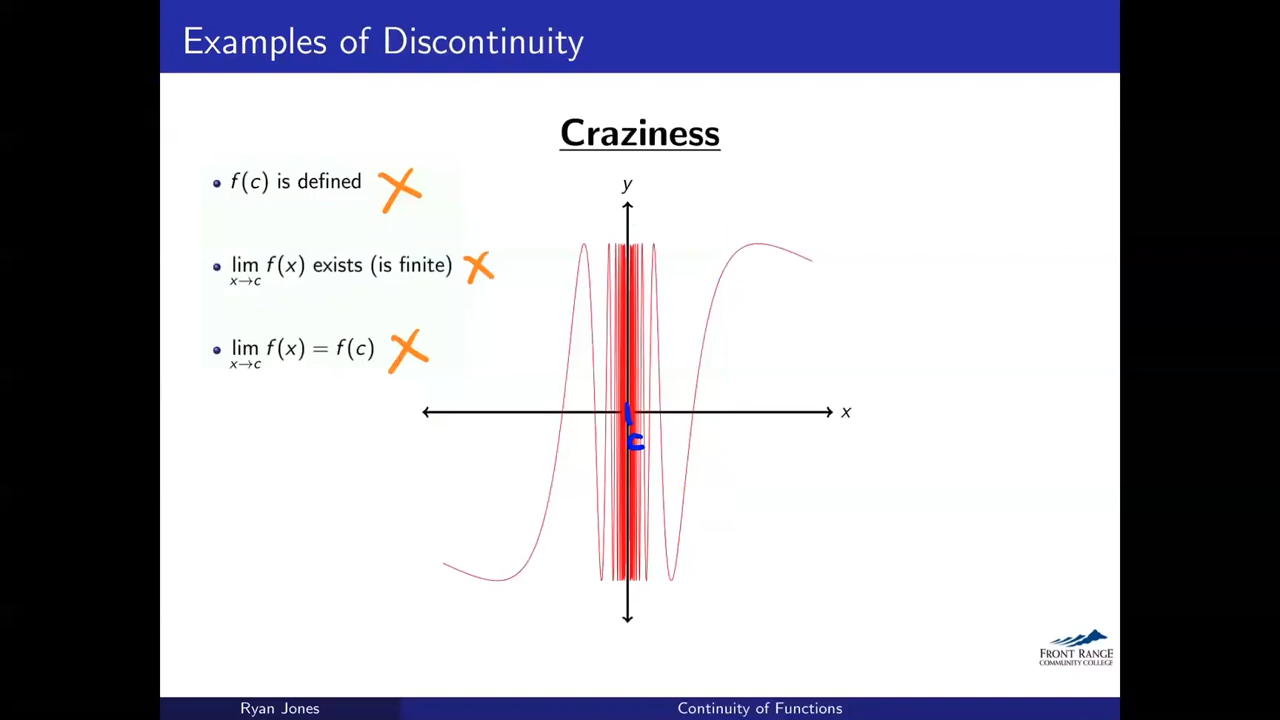 Examples of Discontinuity
Craziness
f(c) is defined
lim f(x) exists (is finite)
x→c
lim f(x) = f(c)
x→c
y
x
c
FRONT RANGE
COMMUNITY COLLEGE
Ryan Jones
Continuity of Functions